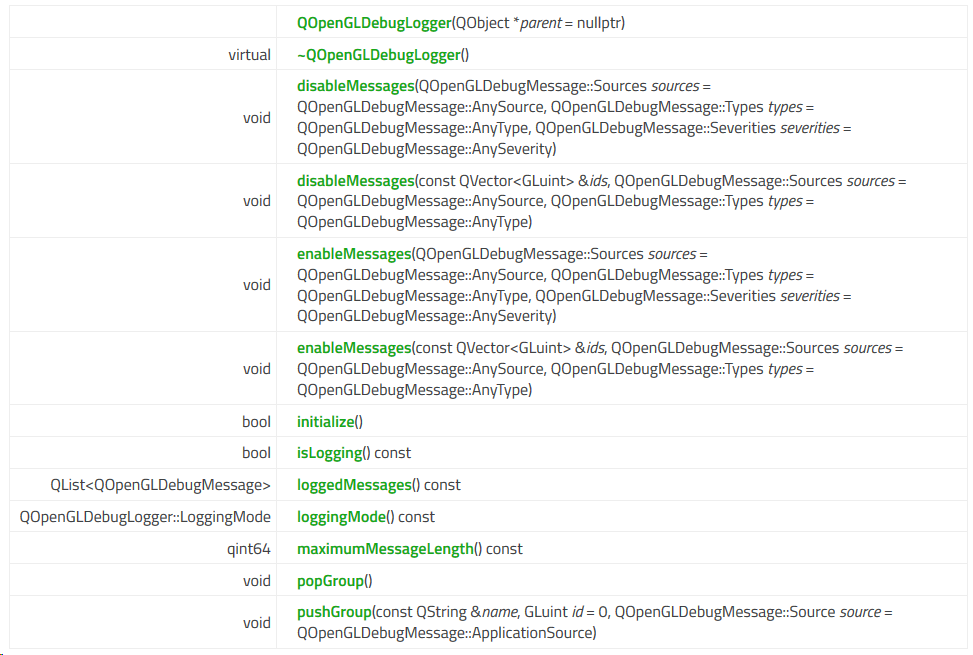 QOpenGLDebugLogger(QObject *parent = nullptr)
virtual ~QOpenGLDebugLogger()
disableMessages(QOpenGLDebugMessage::Sources sources =
QOpenGLDebugMessage::AnySource, QOpenGLDebugMessage::Types types =
void
QOpenGLDebugMessage::AnyType, QOpenGLDebugMessage::Severities severities =
QOpenGLDebugMessage::AnySeverity)
disableMessages(const QVector<GLuint> &ids, QOpenGLDebugMessage::Sources sources =
void QOpenGLDebugMessage::AnySource, QOpenGLDebugMessage::Types types =
QOpenGLDebugMessage::AnyType)
enableMessages(QOpenGLDebugMessage::Sources sources =
QOpenGLDebugMessage::AnySource, QOpenGLDebugMessage::Types types =
void
QOpenGLDebugMessage::AnyType, QOpenGLDebugMessage::Severities severities =
QOpenGLDebugMessage::AnySeverity)
enableMessages(const QVector<GLuint> &ids, QOpenGLDebugMessage::Sources sources =
void QOpenGLDebugMessage::AnySource, QOpenGLDebugMessage::Types types =
QOpenGLDebugMessage::AnyType)
bool initialize()
bool isLogging() const
QList<QOpenGLDebugMessage> loggedMessages() const
QOpenGLDebugLogger::LoggingMode loggingMode() const
qint64 maximumMessageLength() const
void popGroup()
pushGroup(const QString &name, GLuint id = 0, QOpenGLDebugMessage::Source source =
void
QOpenGLDebugMessage::ApplicationSource)